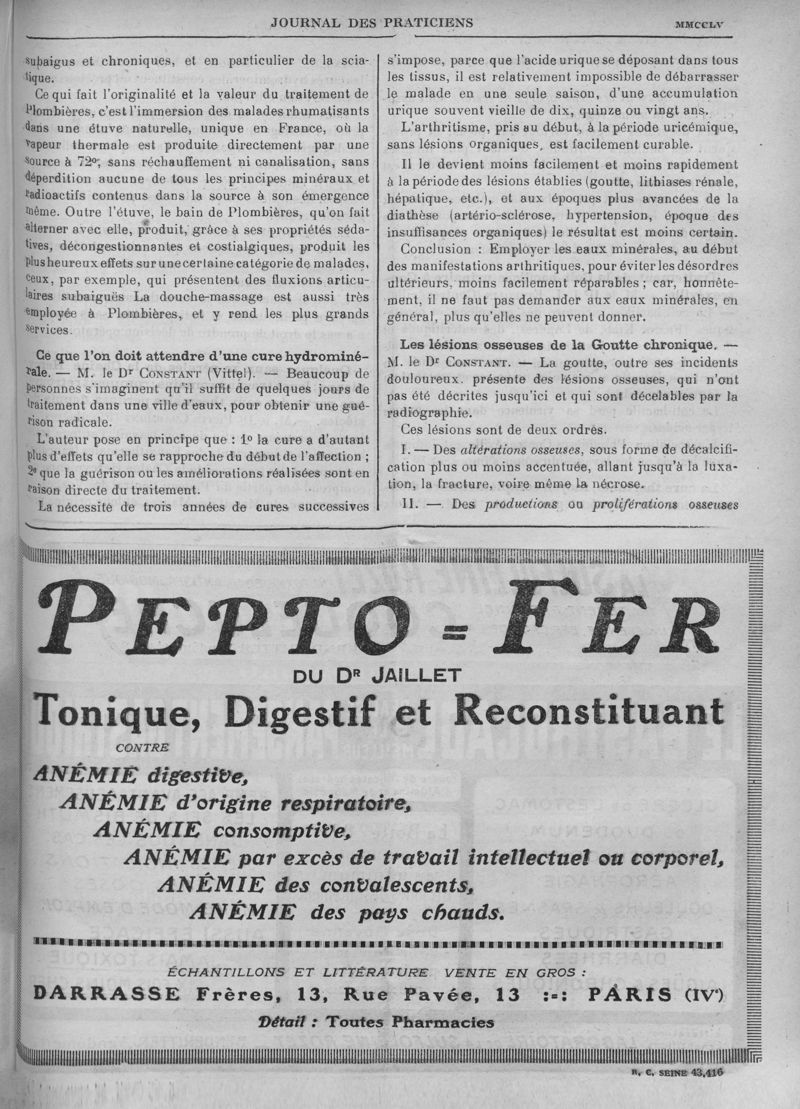 JOURNAL DES PRATICIENS
MMCCLV
subaigus et chroniques, et en particulier de la scia-
tique.
Ce qui fait l'originalité et la valeur du traitement de
Plombières, c'est l'immersion des malades rhumatisants
dans une étuve naturelle, unique en France, où la
vapeur thermale est produite directement par une
source à 72°, sans réchauffement ni canalisation, sans
déperdition aucune de tous les principes minéraux et
radioactifs contenus dans la source à son émergence
même. Outre l'étuve, le bain de Plombières, qu'on fait
alterner avec elle, produit, grâce à ses propriétés séda-
tives, décongestionnantes et costialgiques, produit les
plus heureux effets sur une certaine catégorie de malades,
ceux, par exemple, qui présentent des fluxions articu-
laires subaiguës La douche-massage est aussi très
employée à Plombières, et y rend les plus grands
services.
Ce que l'on doit attendre d'une cure hydrominé-
rale. — M. le Dr CONSTANT (Vittel). — Beaucoup de
personnes s'imaginent qu'il suffit de quelques jours de
traitement dans une ville d'eaux, pour obtenir une gué-
rison radicale.
L'auteur pose en principe que : 1° la cure a d'autant
plus d'effets qu'elle se rapproche du début de l'affection ;
2° que la guérison ou les améliorations réalisées sont en
raison directe du traitement.
La nécessité de trois années de cures successives
s'impose, parce que l'acide urique se déposant dans tous
les tissus, il est relativement impossible de débarrasser
le malade en une seule saison, d'une accumulation
urique souvent vieille de dix, quinze ou vingt ans.
L'arthritisme, pris au début, à la période uricémique,
sans lésions organiques, est facilement curable.
Il le devient moins facilement et moins rapidement
à la période des lésions établies (goutte, lithiases rénale,
hépatique, etc.), et aux époques plus avancées de la
diathèse (artério-sclérose, hypertension, époque des
insuffisances organiques) le résultat est moins certain.
Conclusion : Employer les eaux minérales, au début
des manifestations arthritiques, pour éviter les désordres
ultérieurs, moins facilement réparables ; car, honnête-
ment, il ne faut pas demander aux eaux minérales, en
général, plus qu'elles ne peuvent donner.
Les lésions osseuses de la Goutte chronique. —
M. le Dr CONSTANT. — La goutte, outre ses incidents
douloureux. présente des lésions osseuses, qui n'ont
pas été décrites jusqu'ici et qui sont décelables par la
radiographie.
Ces lésions sont de deux ordres.
I. — Des altérations osseuses, sous forme de décalcifi-
cation plus ou moins accentuée, allant jusqu'à la luxa-
tion, la fracture, voire même la nécrose.
II. — Des productions ou proliférations osseuses
PEPTO=FER
DU DR JAILLET
Tonique, Digestif et Reconstituant
CONTRE
ANÉMIE digestive,
ANÉMIE d'origine respiratoire,
ANÉMIE consomptive,
ANÉMIE par excès de travail intellectuel ou corporel,
ANÉMIE des convalescents,
ANÉMIE des pays chauds.
ÉCHANTILLONS ET LITTÉRATURE VENTE EN GROS :
DARRASSE Frères, 13, Rue Pavée, 13 :-: PARIS (IVe)
Détail : Toutes Pharmacies
R. C. SEINE 43,416